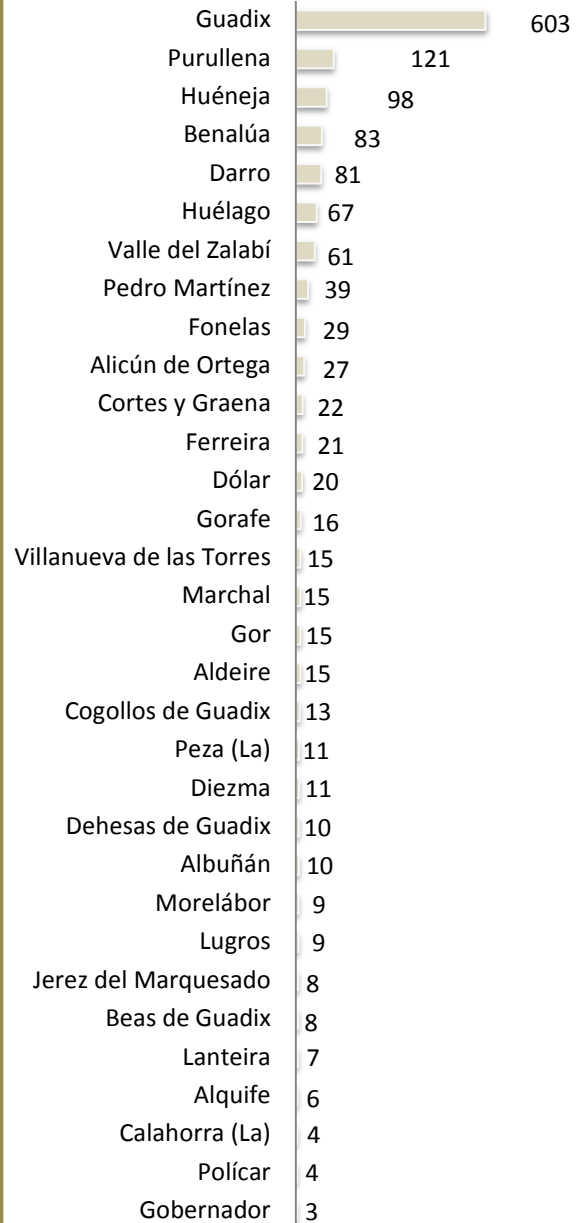 Guadix 603
Purullena 121
Huéneja 98
Benalúa 83
Darro 81
Huélago 67
Valle del Zalabí 61
Pedro Martínez 39
Fonelas 29
Alicún de Ortega 27
Cortes y Graena 22
Ferreira 21
Dólar 20
Gorafe 16
Villanueva de las Torres 15
Marchal 15
Gor 15
Aldeire 15
Cogollos de Guadix 13
Peza (La) 11
Diezma 11
Dehesas de Guadix 10
Albuñán 10
Morelábor 9
Lugros 9
Jerez del Marquesado 8
Beas de Guadix 8
Lanteira 7
Alquife 6
Calahorra (La) 4
Polícar 4
Gobernador 3